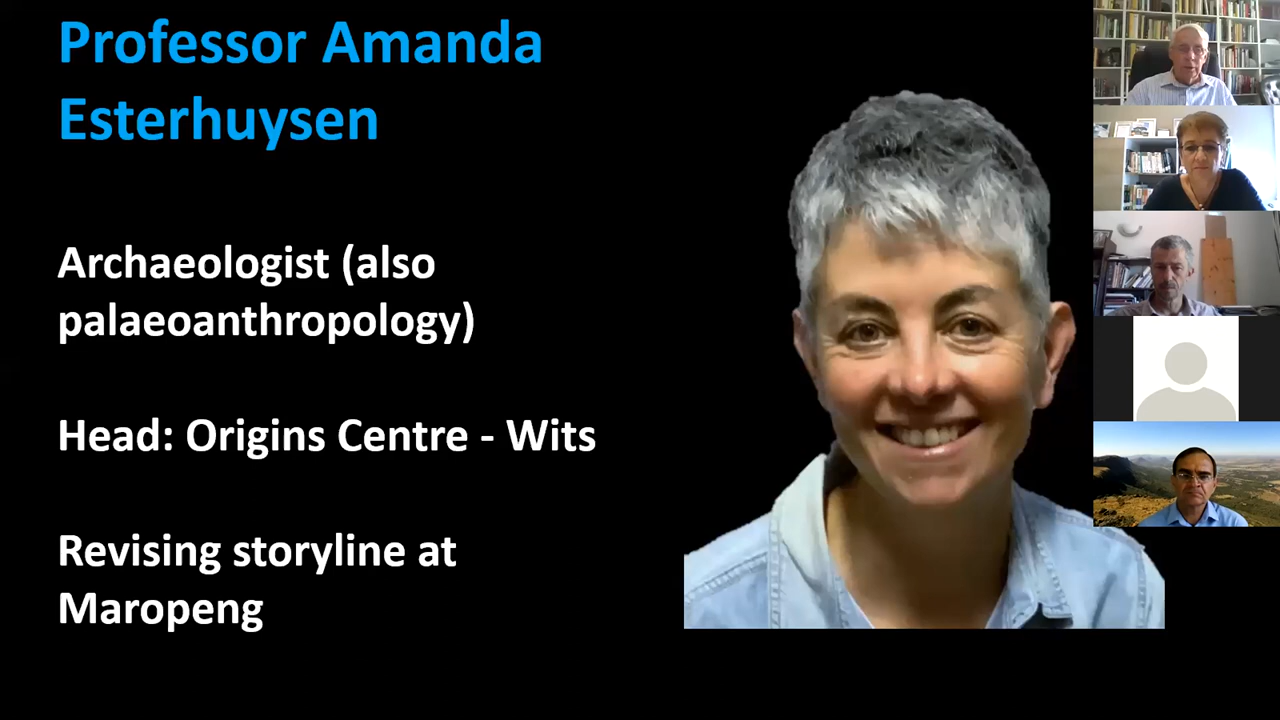 Professor Amanda
Esterhuysen
Archaeologist (also
palaeoanthropology)
Head: Origins Centre - Wits
Revising storyline at
Maropeng